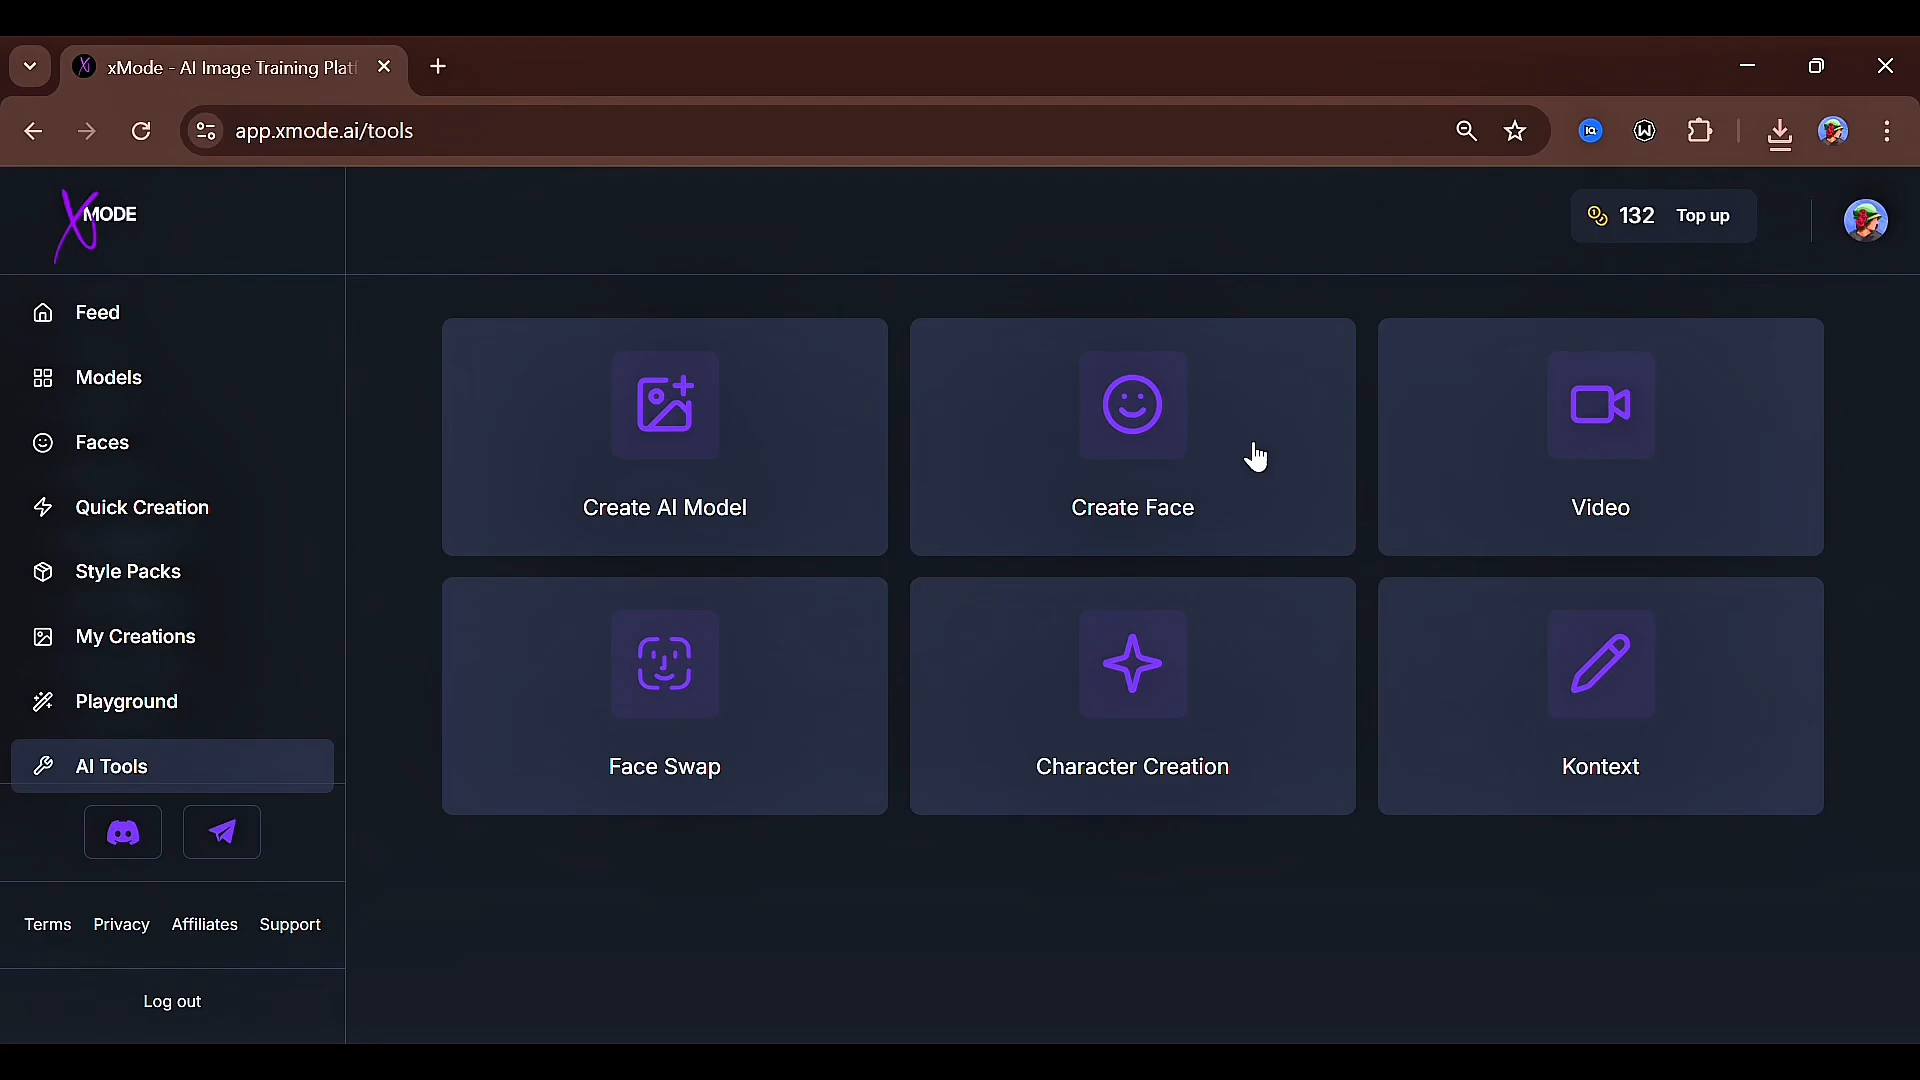 xMode - AI Image Training Platf
app.xmode.ai/tools
X MODE
132 Top up
Feed
Models
Faces
Quick Creation
Style Packs
My Creations
Playground
AI Tools
Terms Privacy Affiliates Support
Log out
Create AI Model
Create Face
Video
Face Swap
Character Creation
Kontext